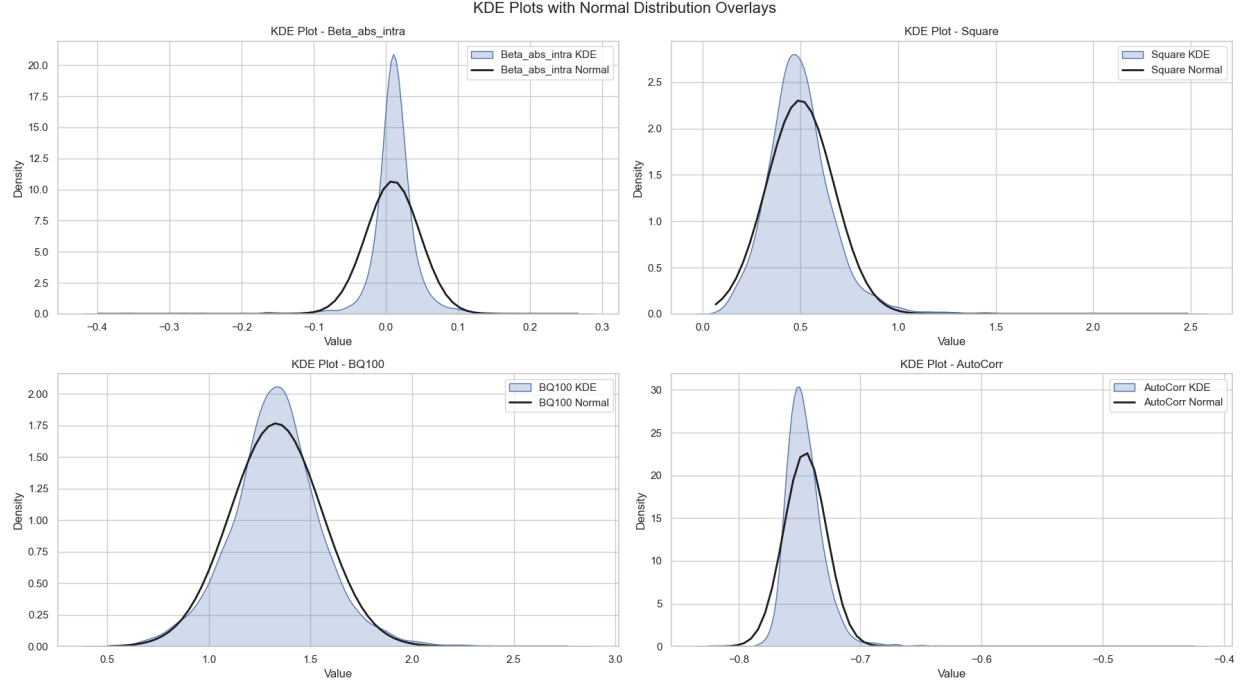 KDE Plots with Normal Distribution Overlays
KDE Plot - Beta_abs_intra
Density
20.0
17.5
15.0
12.5
10.0
7.5
5.0
2.5
0.0
Beta_abs_intra KDE
Beta_abs_intra Normal
−0.4 −0.3 −0.2 −0.1 0.0 0.1 0.2 0.3
Value
KDE Plot - Square
Density
2.5
2.0
1.5
1.0
0.5
0.0
Square KDE
Square Normal
0.0 0.5 1.0 1.5 2.0 2.5
Value
KDE Plot - BQ100
Density
2.00
1.75
1.50
1.25
1.00
0.75
0.50
0.25
0.00
BQ100 KDE
BQ100 Normal
0.5 1.0 1.5 2.0 2.5 3.0
Value
KDE Plot - AutoCorr
Density
30
25
20
15
10
5
0
AutoCorr KDE
AutoCorr Normal
−0.8 −0.7 −0.6 −0.5 −0.4
Value